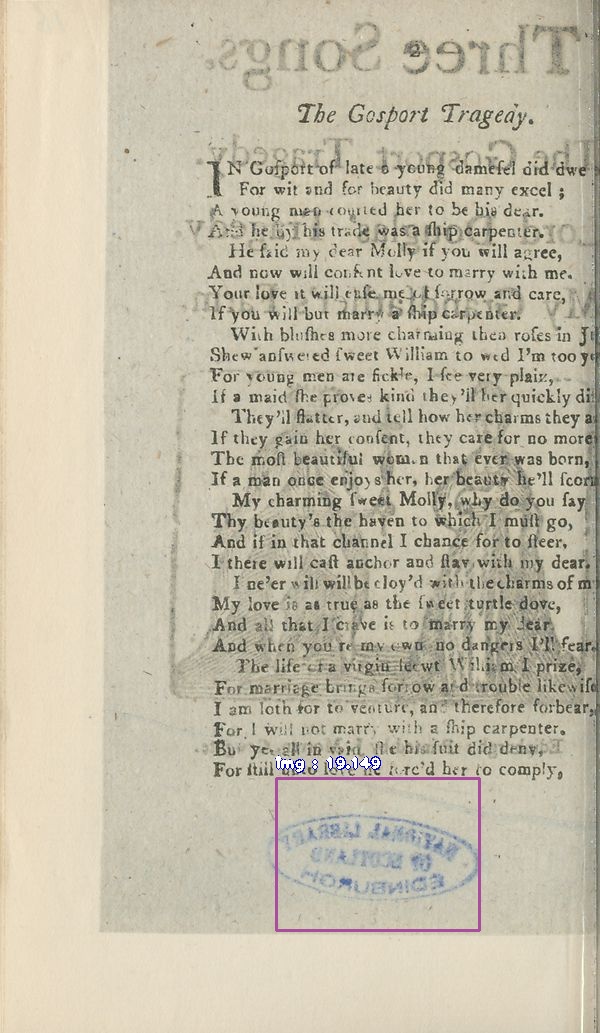 2
The Gosport Tragedy.
IN Gosport of late a young damesel did dwe
For wit and for beauty did many excel ;
A young man courted her to be his dear.
And he by his trade was a ship carpenter.
He said my dear Molly if you will agree,
And now will consent love to marry with me.
Your love it will ease me of sorrow and care,
If you will but marry a ship carpenter.
With blushes more charming then roses in J
She answered sweet William to wed I'm too y
For young men are fickle, I see very plain,
If a maid she proves kind they'll her quickly di
They'll flatter, and tell how her charms they a
If they gain her consent, they care for no more
The most beautiful woman that ever was born,
If a man once enjoys her, her beauty he'll scorn
My charming sweet Molly, why do you say
Thy beauty's the haven to which I must go,
And if in that channel I chance for to steer,
I there will cast anchor and stay with my dear.
I ne'er will will be cloy'd with the charms of m
My love is as true as the sweet turtle dove,
And all that I crave is to marry my dear
And when you're my own no dangers I'll fear.
The life of a virgin sweet William I prize,
For marriage brings sorrow and trouble likewise
I am loth for to venture, and therefore forbear,
For I will not marry with a ship carpenter.
But yet all in vain she his suit did deny,
For still unto love he forc'd her to comply,
Img : 19.149
NATIONAL LIBRARY
OF SCOTLAND
EDINBURGH